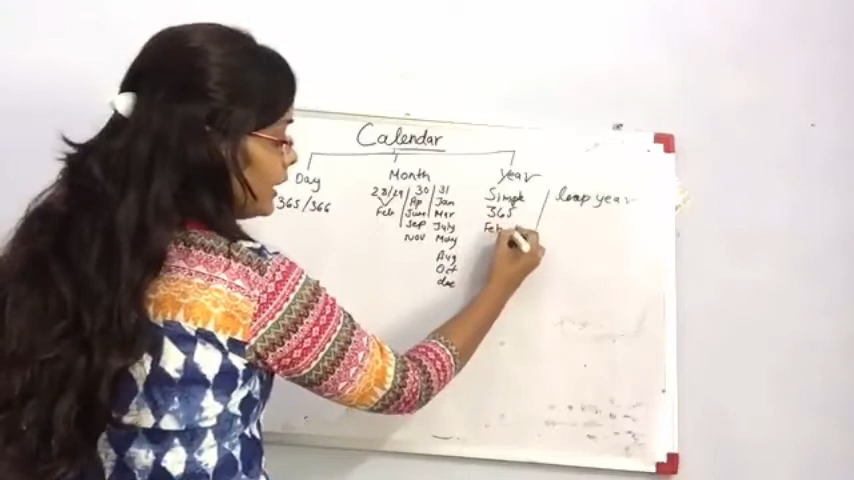 Calendar
Day Month Year
365/366 28/29 30 31 Simple leap year
Feb Ap Jan 365
June Mar Feb
Sep July
Nov May
Aug
Oct
dec